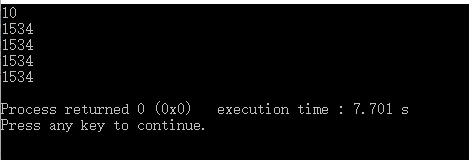 10
1534
1534
1534
1534
Process returned 0 (0x0)   execution time : 7.701 s
Press any key to continue.